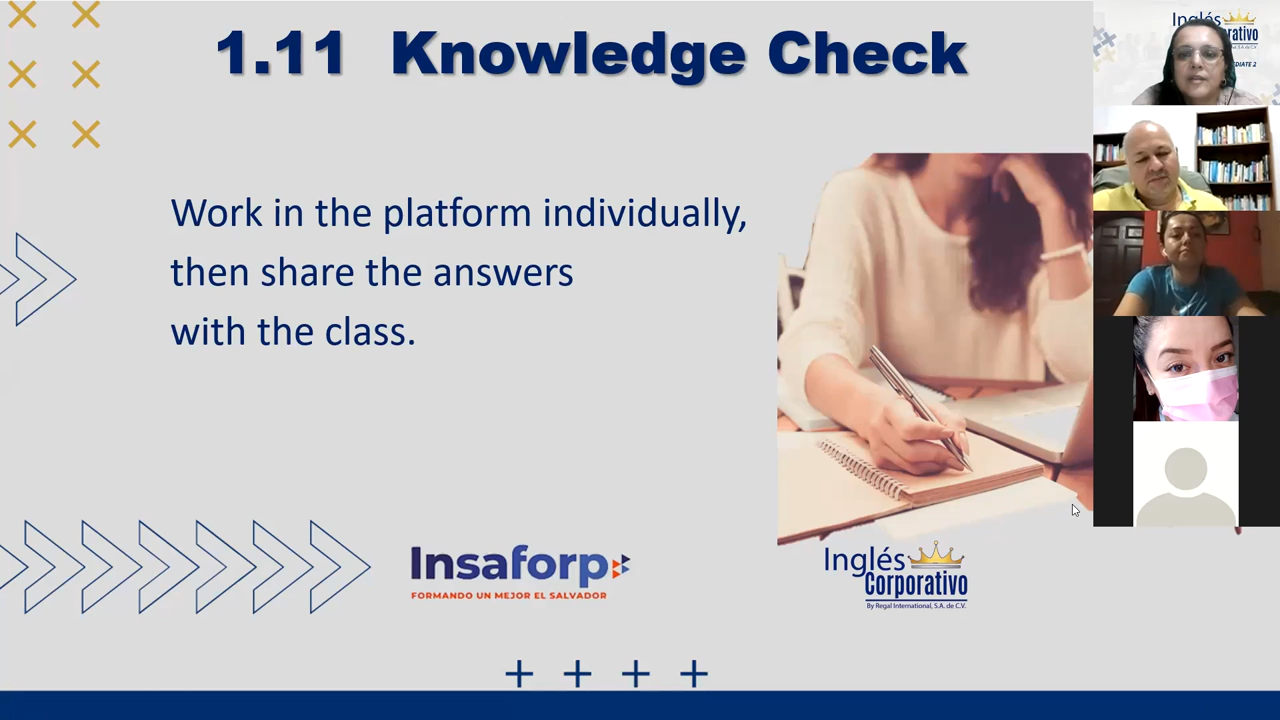 1.11 Knowledge Check
Work in the platform individually,
then share the answers
with the class.
Insaforp
FORMANDO UN MEJOR EL SALVADOR
Inglés
Corporativo
By Regal International, S.A. de C.V.
Inglés